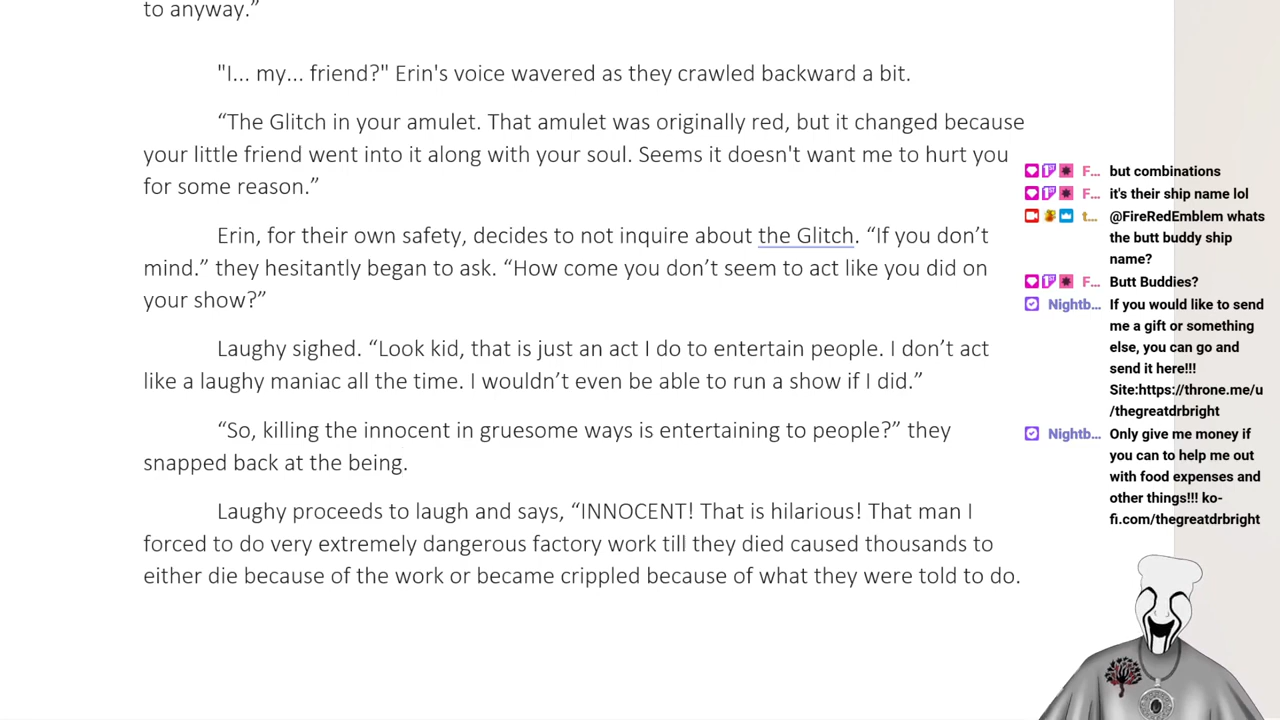 to anyway.”
"I... my... friend?" Erin's voice wavered as they crawled backward a bit.
“The Glitch in your amulet. That amulet was originally red, but it changed because
your little friend went into it along with your soul. Seems it doesn't want me to hurt you
for some reason.”
Erin, for their own safety, decides to not inquire about the Glitch. “If you don’t
mind.” they hesitantly began to ask. “How come you don’t seem to act like you did on
your show?”
Laughy sighed. “Look kid, that is just an act I do to entertain people. I don’t act
like a laughy maniac all the time. I wouldn’t even be able to run a show if I did.”
“So, killing the innocent in gruesome ways is entertaining to people?” they
snapped back at the being.
Laughy proceeds to laugh and says, “INNOCENT! That is hilarious! That man I
forced to do very extremely dangerous factory work till they died caused thousands to
either die because of the work or became crippled because of what they were told to do.
F... but combinations
F... it's their ship name lol
t... @FireRedEmblem whats
the butt buddy ship
name?
F... Butt Buddies?
Nightb... If you would like to send
me a gift or something
else, you can go and
send it here!!!
Site:https://throne.me/u
/thegreatdrbright
Nightb... Only give me money if
you can to help me out
with food expenses and
other things!!! ko-
fi.com/thegreatdrbright